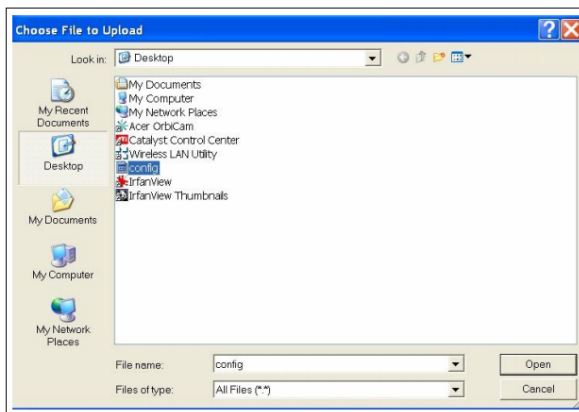 Choose File to Upload
Look in: Desktop
My Recent
Documents
Desktop
My Documents
My Computer
My Network
Places
My Documents
My Computer
My Network Places
Acer OrbiCam
Catalyst Control Center
Wireless LAN Utility
config
IrfanView
IrfanView Thumbnails
File name: config Open
Files of type: All Files (*.*) Cancel